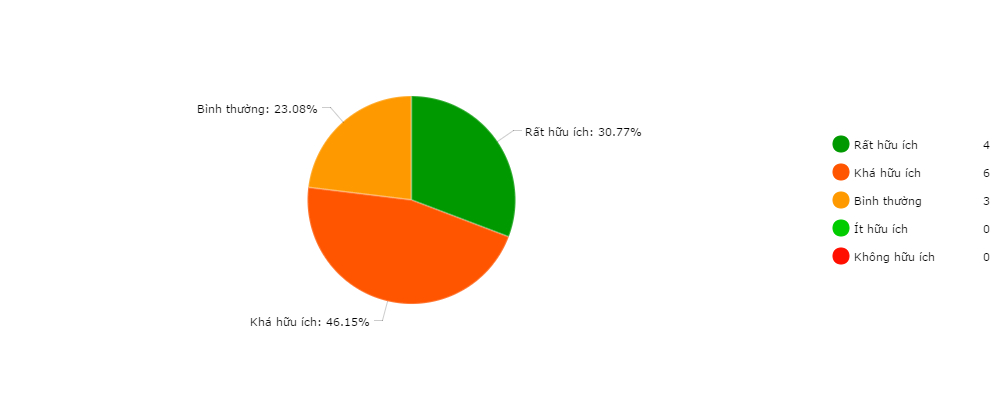 Bình thường: 23.08%
Rất hữu ích: 30.77%
Khá hữu ích: 46.15%
Rất hữu ích 4
Khá hữu ích 6
Bình thường 3
Ít hữu ích 0
Không hữu ích 0